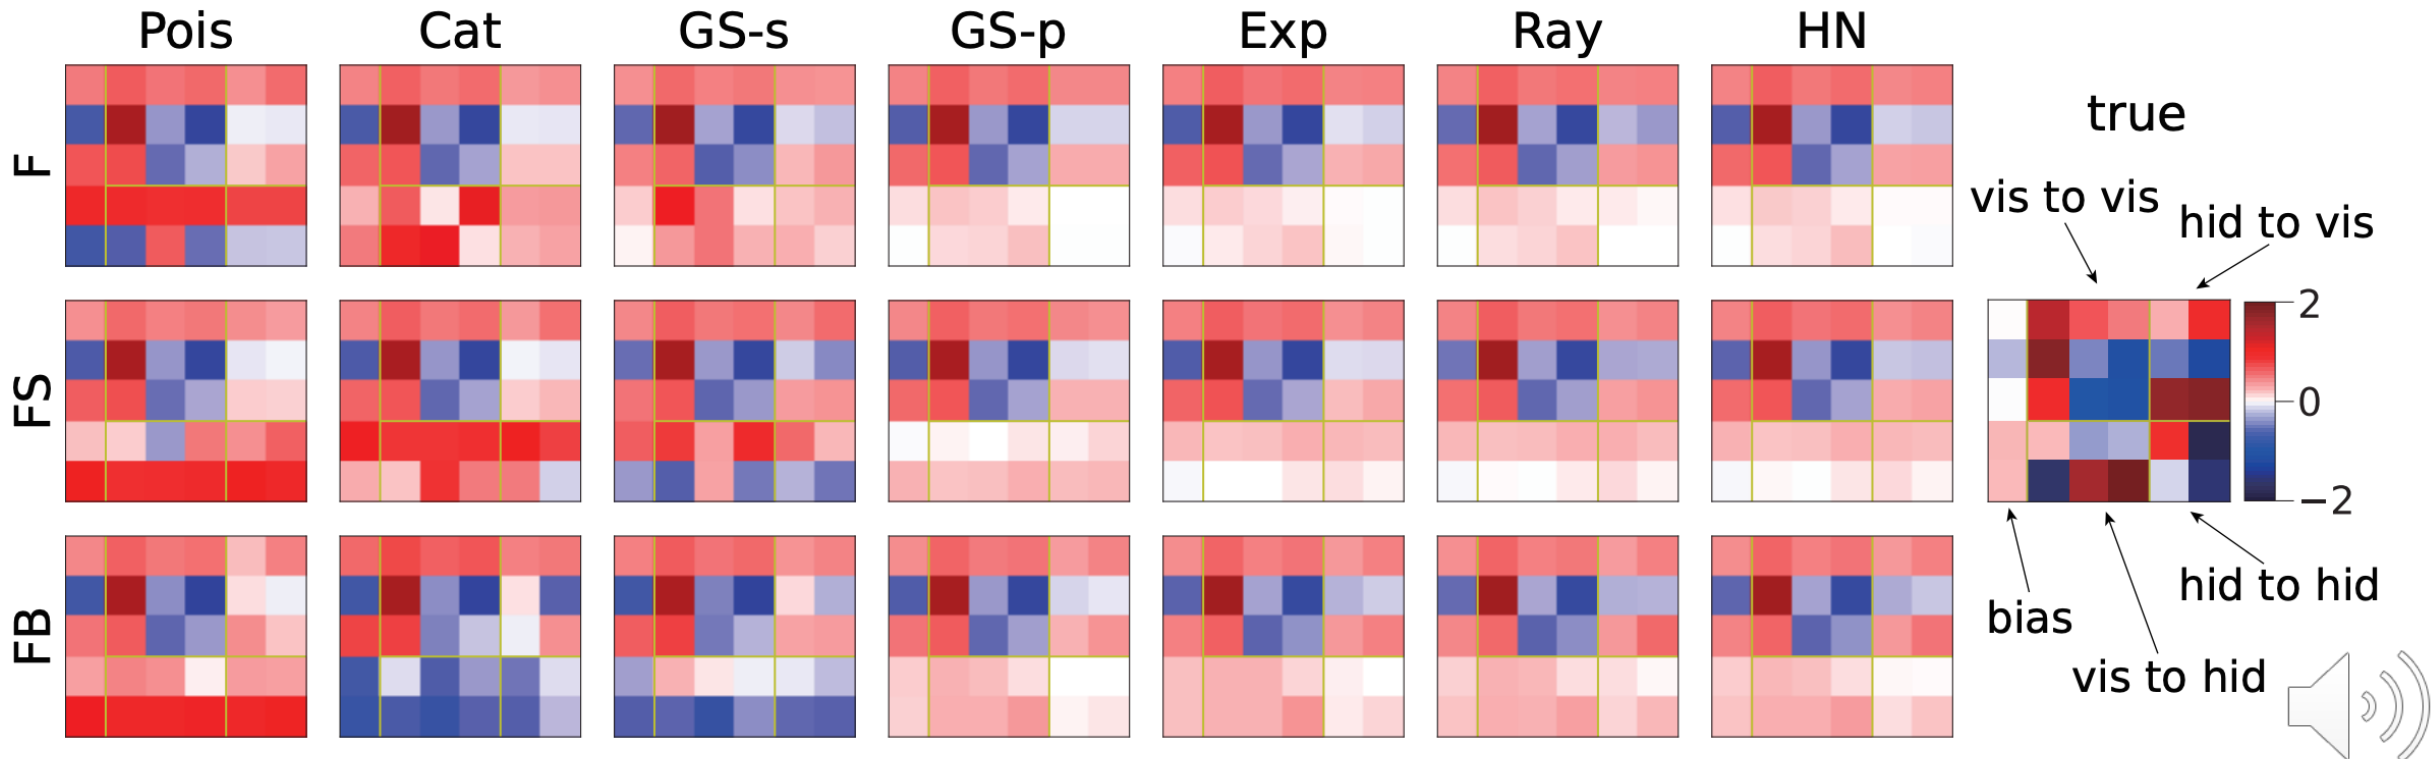 Pois Cat GS-s GS-p Exp Ray HN
F
FS
FB
true
vis to vis
hid to vis
2
0
−2
hid to hid
bias
vis to hid